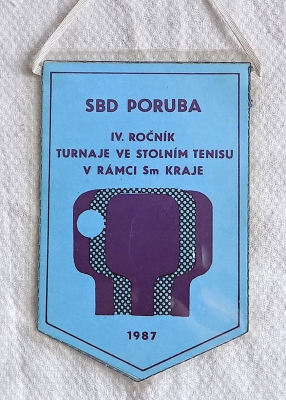 SBD PORUBA
IV. ROČNÍK
TURNAJE VE STOLNÍM TENISU
V RÁMCI Sm KRAJE
1987